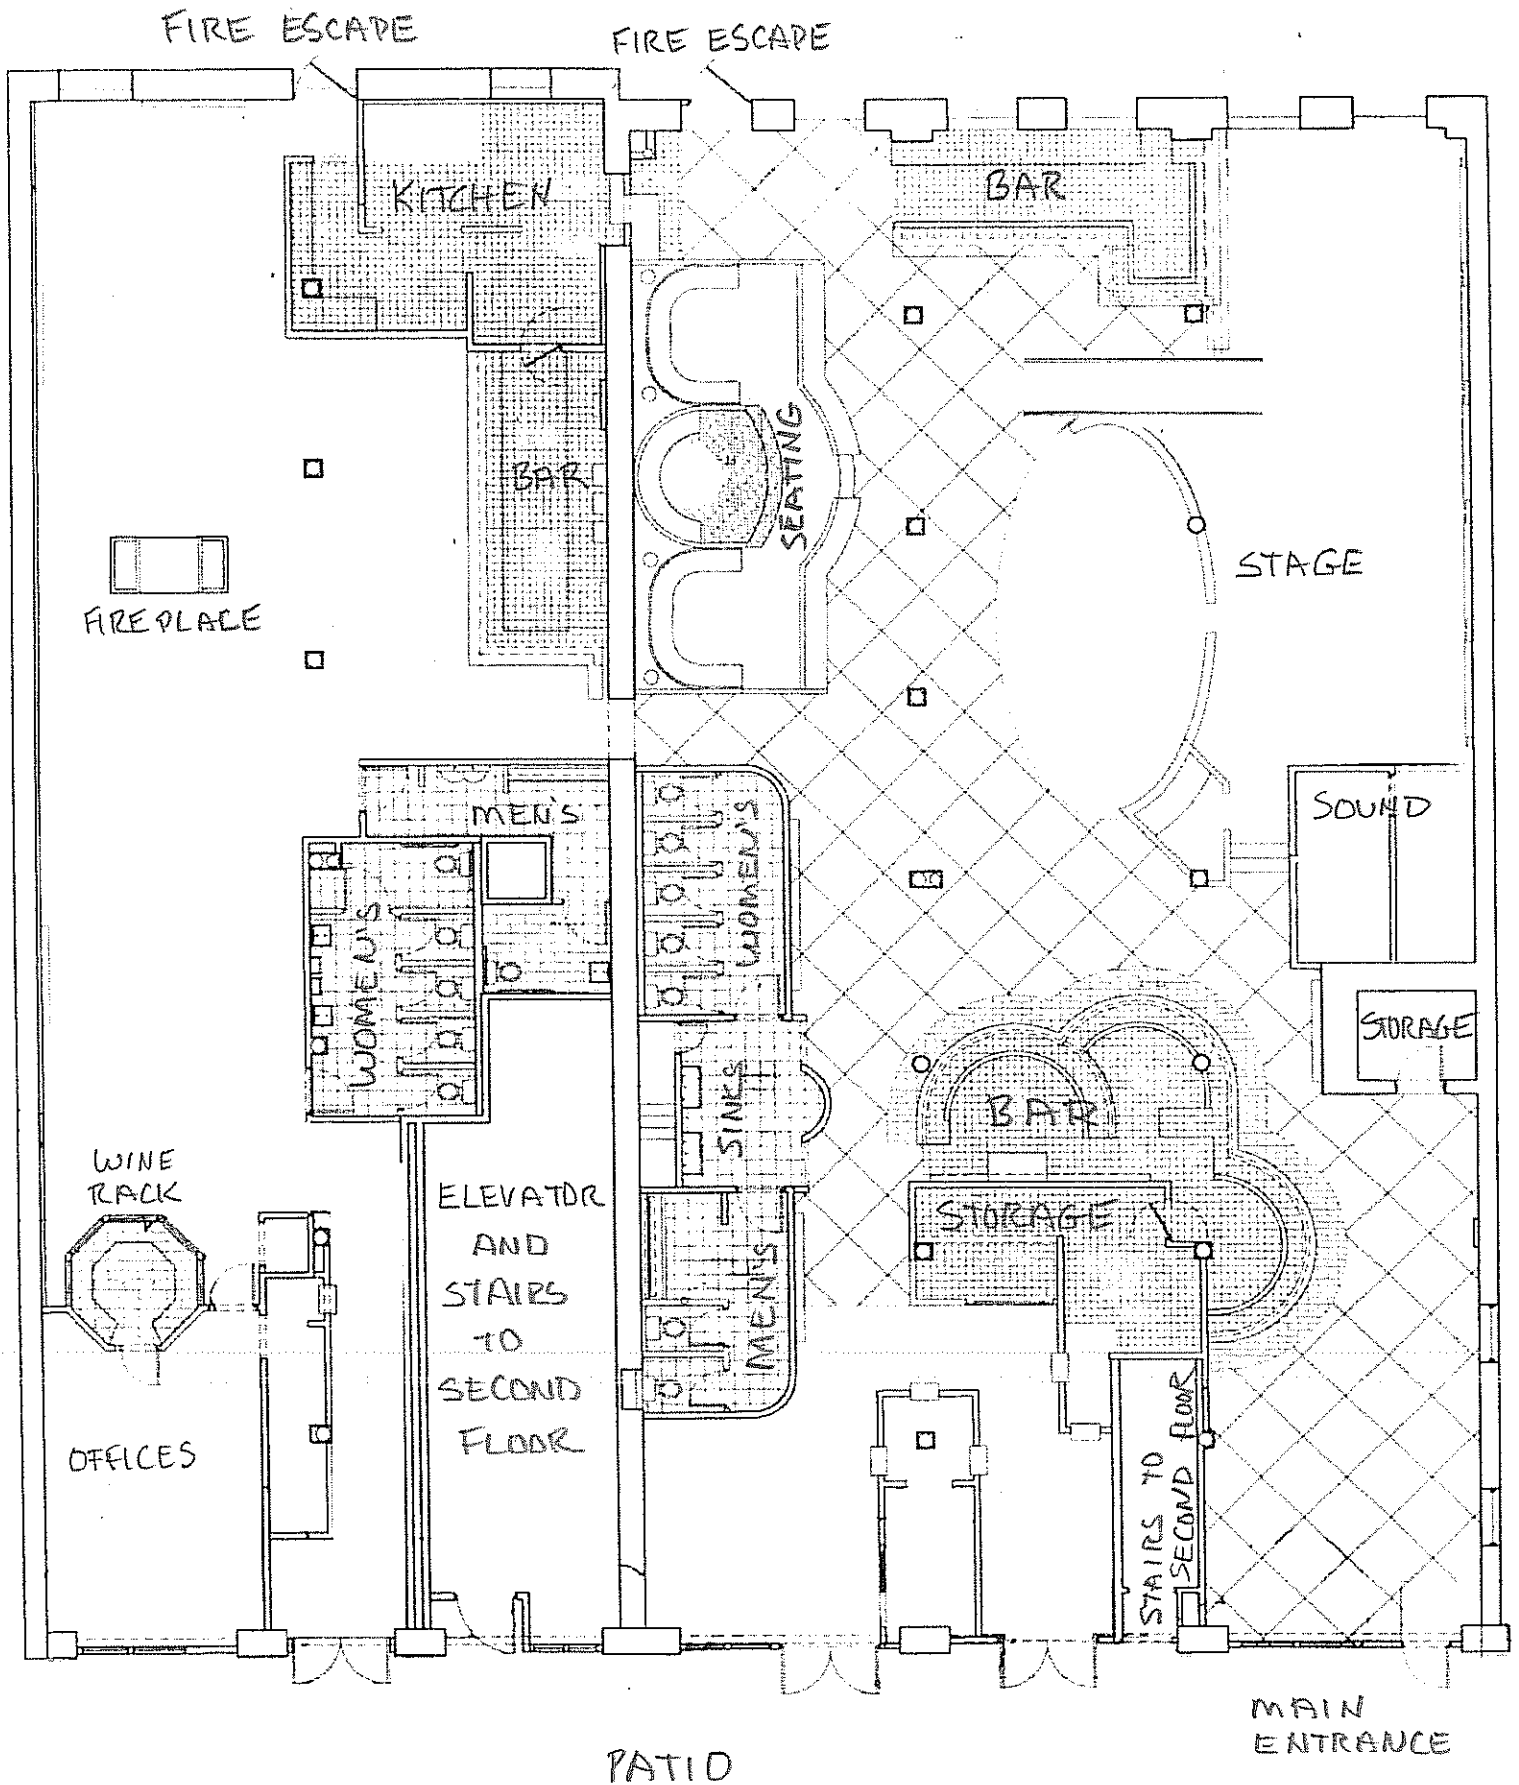 FIRE ESCAPE
FIRE ESCAPE
KITCHEN
BAR
BAR
SEATING
STAGE
FIREPLACE
MEN'S
WOMEN'S
WOMEN'S
SOUND
STORAGE
SINKS
BAR
WINE
RACK
ELEVATOR
AND
STAIRS
TO
SECOND
FLOOR
STORAGE
MEN'S
OFFICES
STAIRS TO
SECOND FLOOR
MAIN
ENTRANCE
PATIO